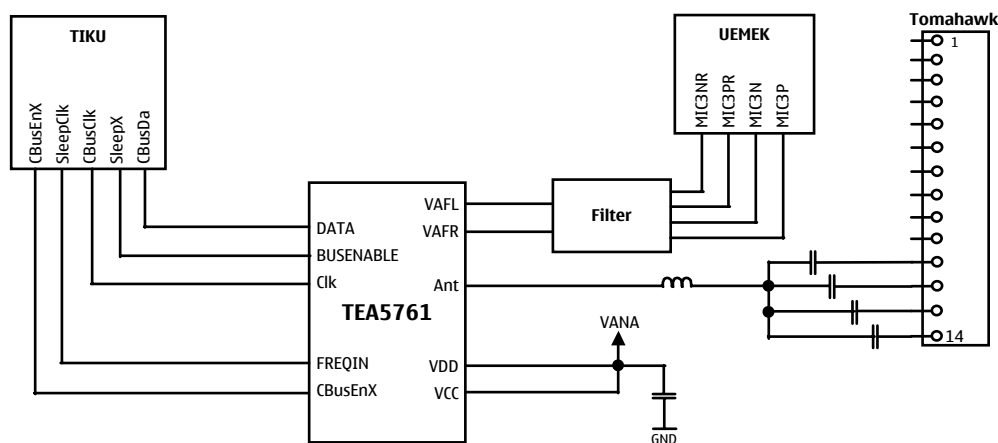 Tomahawk
TIKU
UEMEK
1
CBusEnX
SleepClk
CBusClk
SleepX
CBusDa
MIC3NR
MIC3PR
MIC3N
MIC3P
VAFL
VAFR
Filter
DATA
BUSENABLE
Clk
Ant
TEA5761
VANA
14
FREQIN
CBusEnX
VDD
VCC
GND